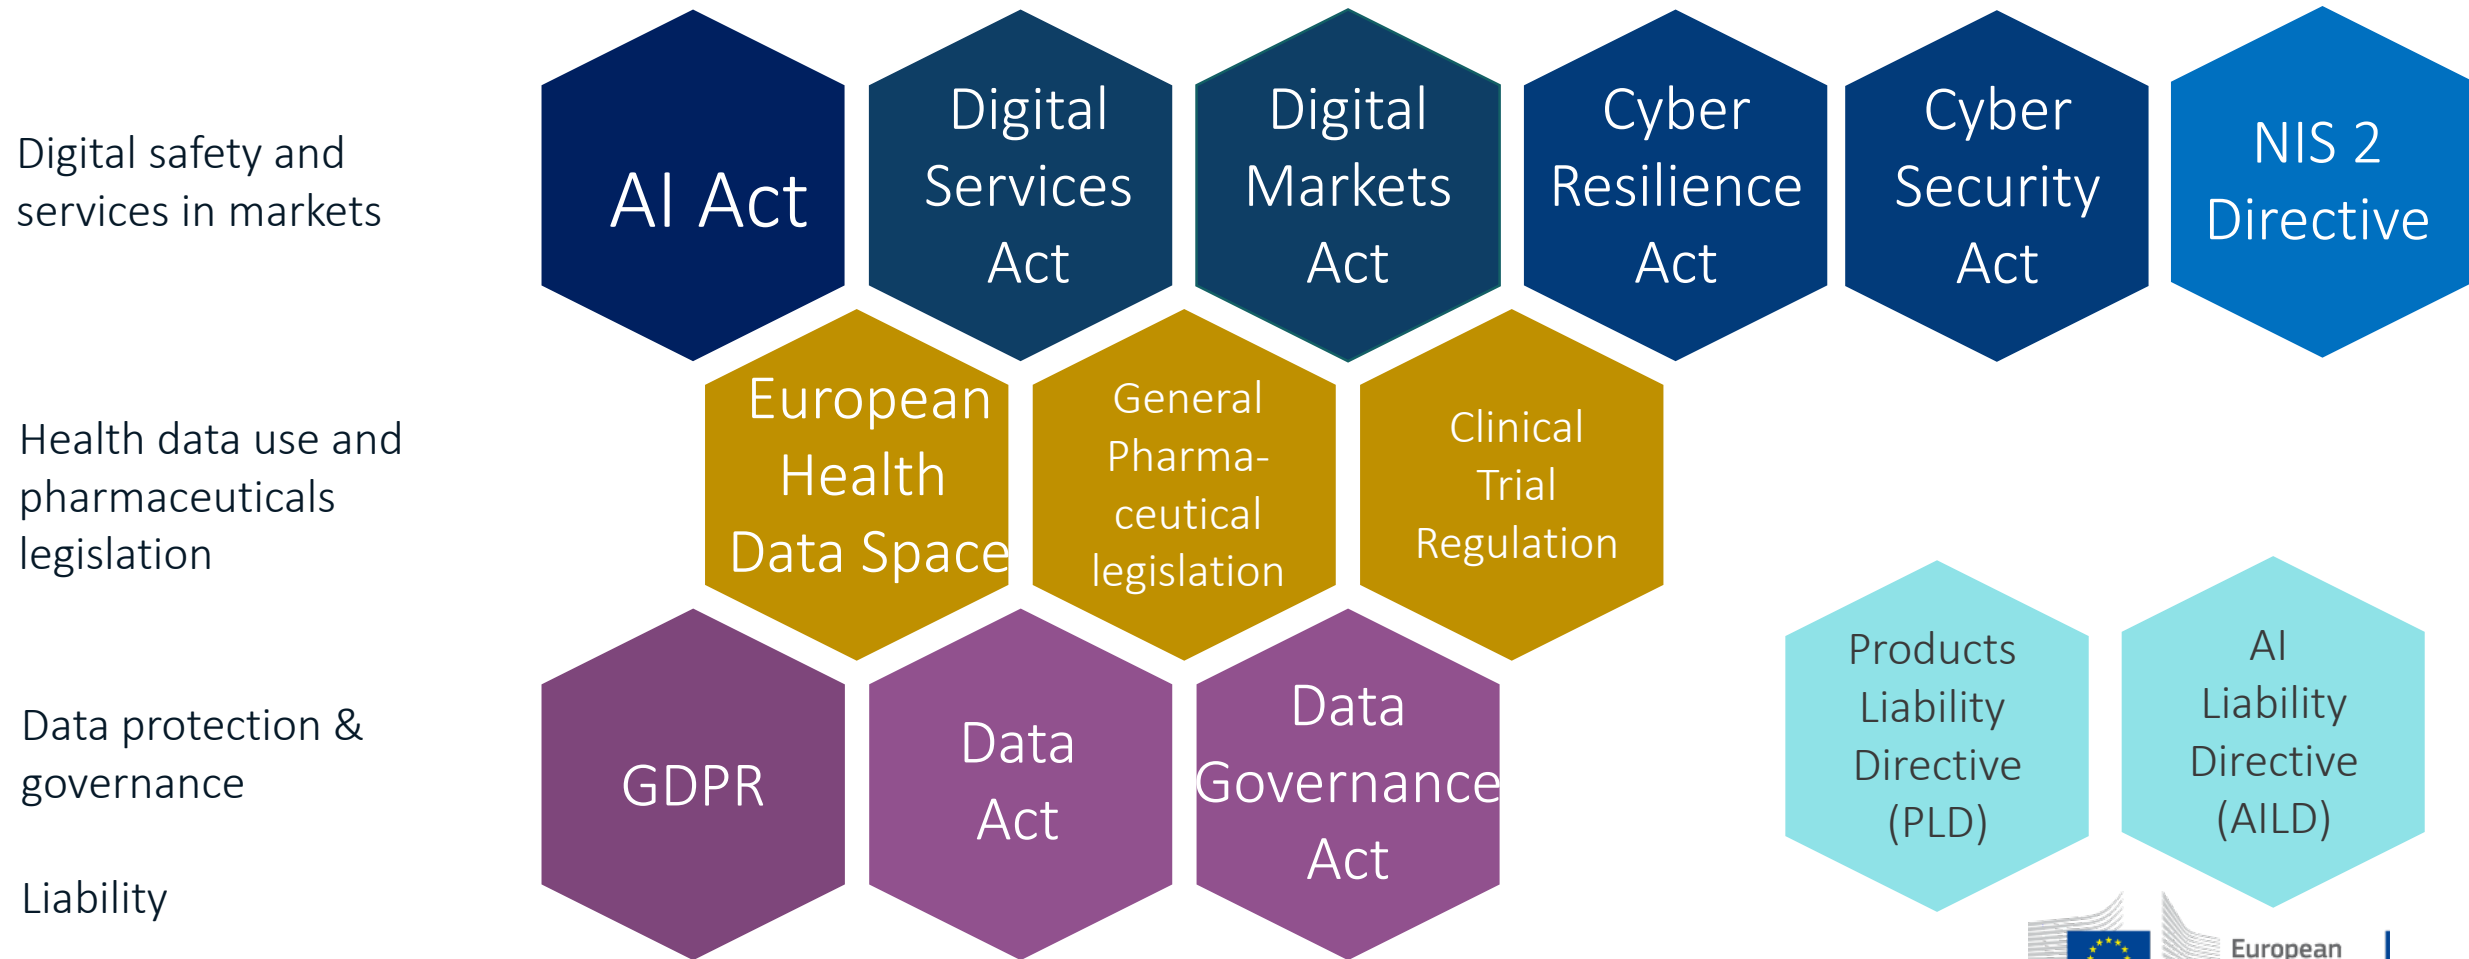 Digital safety and
services in markets
AI Act
Digital
Services
Act
Digital
Markets
Act
Cyber
Resilience
Act
Cyber
Security
Act
NIS 2
Directive
Health data use and
pharmaceuticals
legislation
European
Health
Data Space
General
Pharma-
ceutical
legislation
Clinical
Trial
Regulation
Data protection &
governance
GDPR
Data
Act
Data
Governance
Act
Products
Liability
Directive
(PLD)
AI
Liability
Directive
(AILD)
Liability
European